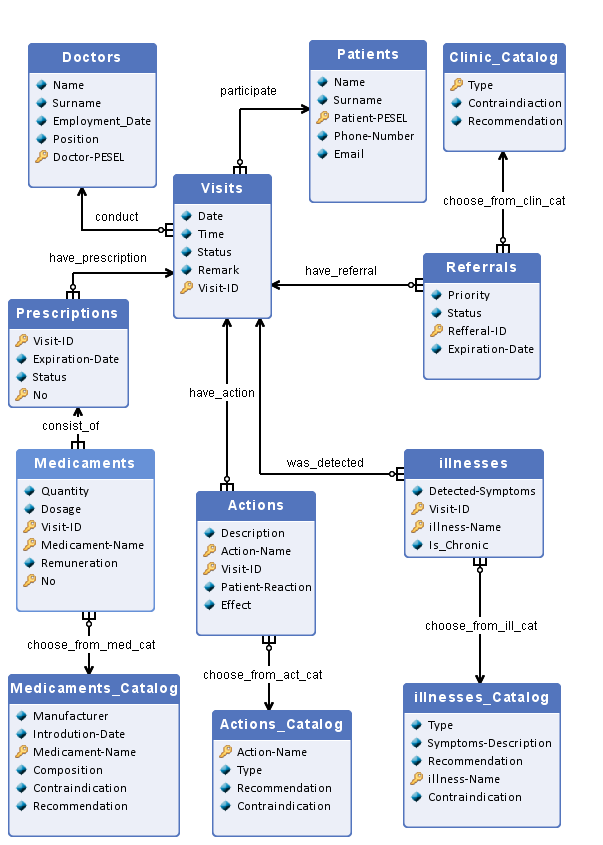 Doctors
Name
Surname
Employment_Date
Position
Doctor-PESEL
participate
Patients
Name
Surname
Patient-PESEL
Phone-Number
Email
Clinic_Catalog
Type
Contraindiaction
Recommendation
conduct
Visits
Date
Time
Status
Remark
Visit-ID
choose_from_clin_cat
have_prescription
have_referral
Referrals
Priority
Status
Refferal-ID
Expiration-Date
Prescriptions
Visit-ID
Expiration-Date
Status
No
have_action
consist_of
was_detected
Medicaments
Quantity
Dosage
Visit-ID
Medicament-Name
Remuneration
No
Actions
Description
Action-Name
Visit-ID
Patient-Reaction
Effect
illnesses
Detected-Symptoms
Visit-ID
illness-Name
Is_Chronic
choose_from_med_cat
choose_from_act_cat
choose_from_ill_cat
Medicaments_Catalog
Manufacturer
Introdution-Date
Medicament-Name
Composition
Contraindication
Recommendation
Actions_Catalog
Action-Name
Type
Recommendation
Contraindication
illnesses_Catalog
Type
Symptoms-Description
Recommendation
illness-Name
Contraindication